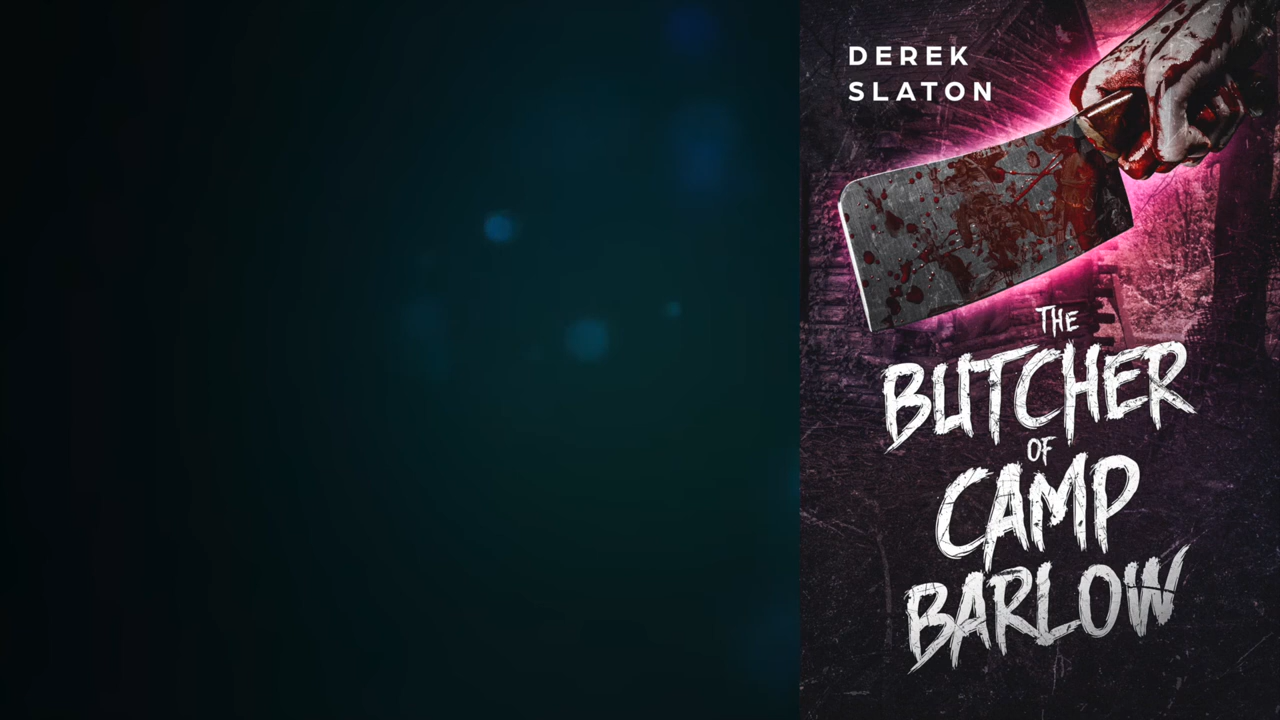 DEREK
SLATON
THE
BUTCHER
OF
CAMP
BARLOW